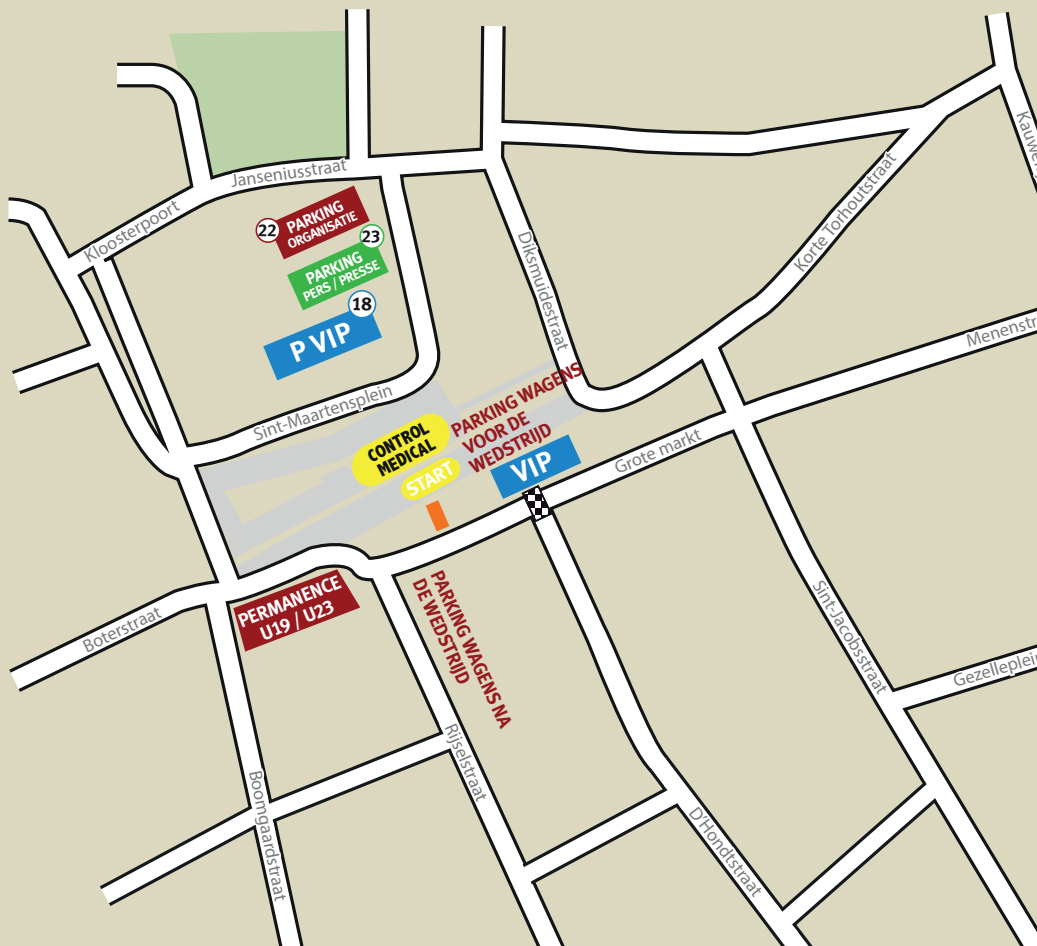 Kauwe
Janseniusstraat
Kloosterpoort
Korte Torhoutstraat
22
PARKING
ORGANISATIE
23
PARKING
PERS / PRESSE
18
P VIP
Diksmuidestraat
Menenstr
Sint-Maartensplein
CONTROL
MEDICAL
START
PARKING WAGENS
VOOR DE
WEDSTRIJD
VIP
Grote markt
PERMANENCE
U19 / U23
PARKING WAGENS NA
DE WEDSTRIJD
Boterstraat
Sint-Jacobsstraat
Gezelleplein
Rijselstraat
Boomgaardstraat
D'Hondtstraat